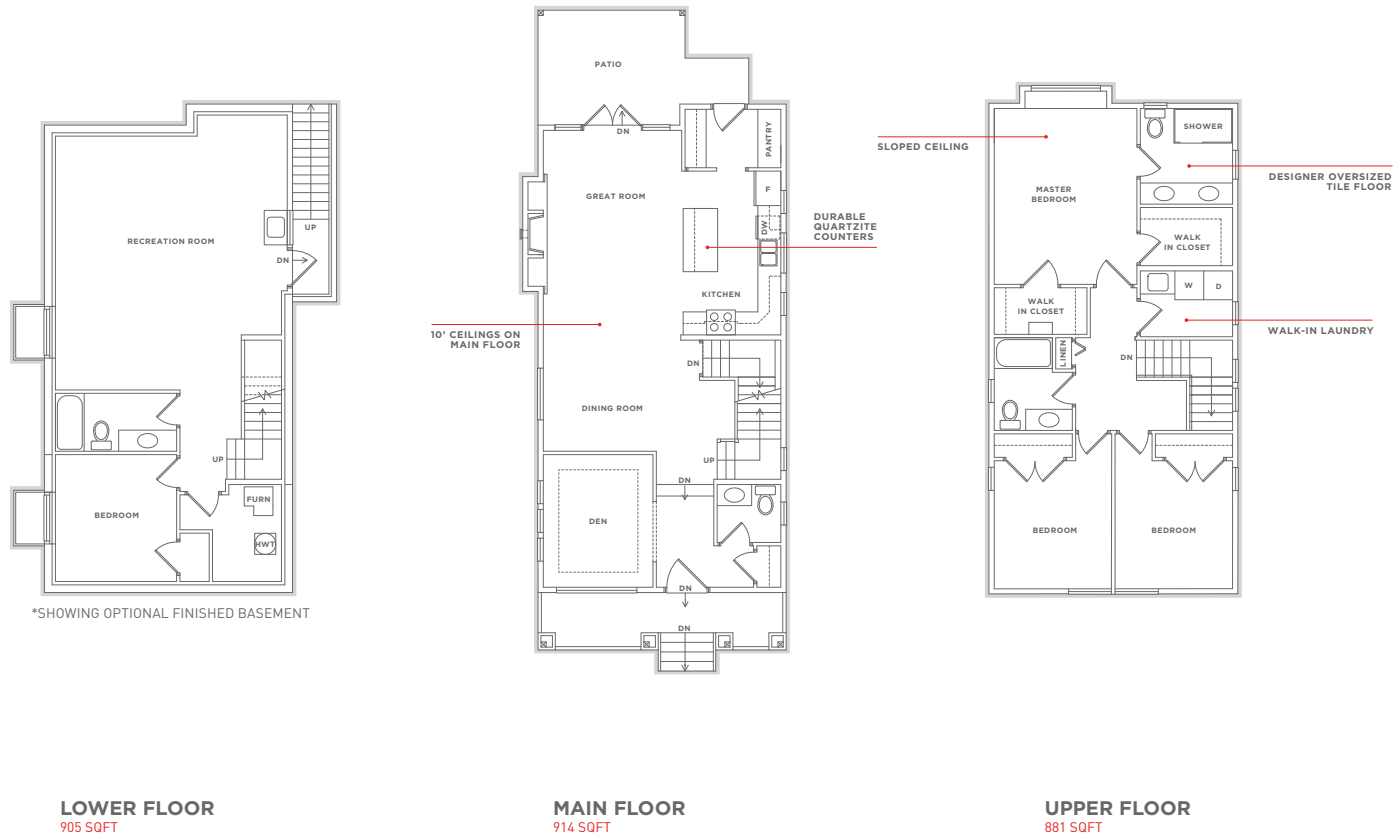 RECREATION ROOM
UP
DN
UP
BEDROOM
FURN
HWT
*SHOWING OPTIONAL FINISHED BASEMENT
LOWER FLOOR
905 SQFT
PATIO
DN
PANTRY
GREAT ROOM
F
DW
DURABLE
QUARTZITE
COUNTERS
KITCHEN
10' CEILINGS ON
MAIN FLOOR
DN
DINING ROOM
UP
DN
DEN
DN
DN
MAIN FLOOR
914 SQFT
SHOWER
SLOPED CEILING
DESIGNER OVERSIZED
TILE FLOOR
MASTER
BEDROOM
WALK
IN CLOSET
W
D
WALK
IN CLOSET
WALK-IN LAUNDRY
LINEN
DN
BEDROOM
BEDROOM
UPPER FLOOR
881 SQFT